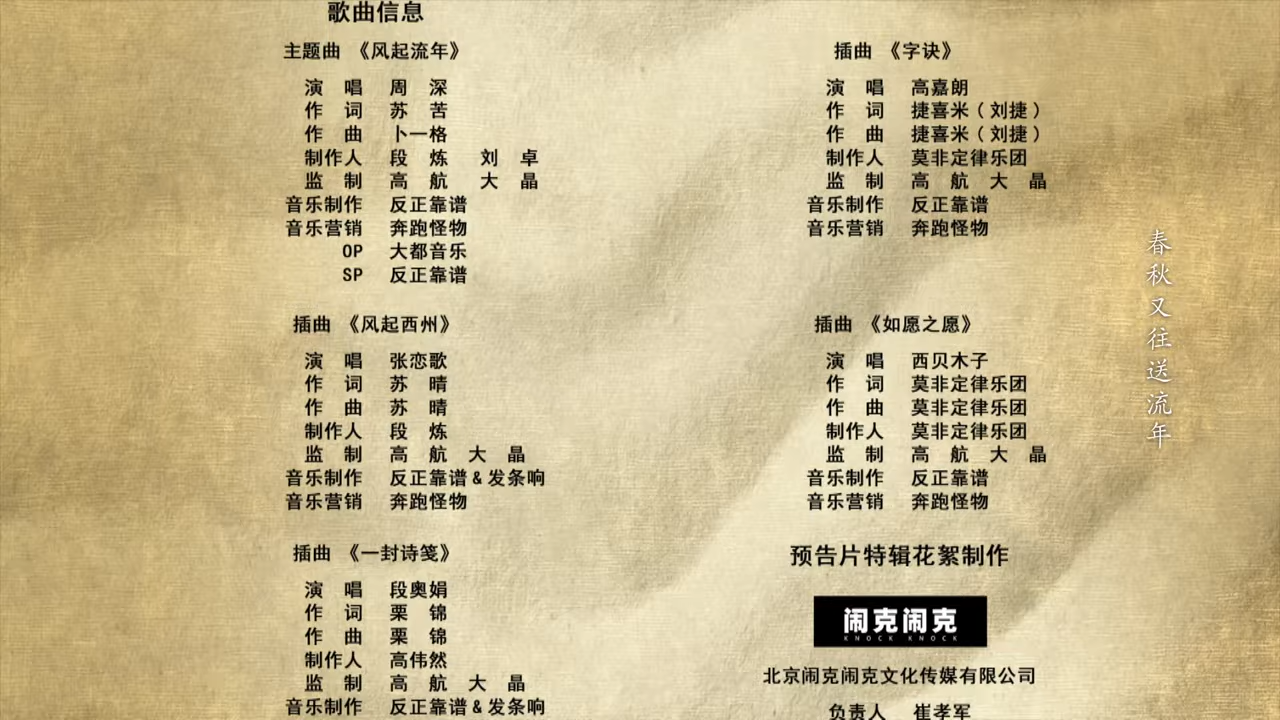 歌曲信息
主题曲 《风起流年》
演 唱 周 深
作 词 苏 苦
作 曲 卜一格
制作人 段 炼 刘 卓
监 制 高 航 大 晶
音乐制作 反正靠谱
音乐营销 奔跑怪物
OP 大都音乐
SP 反正靠谱
插曲 《风起西州》
演 唱 张恋歌
作 词 苏 晴
作 曲 苏 晴
制作人 段 炼
监 制 高 航 大 晶
音乐制作 反正靠谱&发条响
音乐营销 奔跑怪物
插曲 《一封诗笺》
演 唱 段奥娟
作 词 栗 锦
作 曲 栗 锦
制作人 高伟然
监 制 高 航 大 晶
音乐制作 反正靠谱&发条响
插曲 《字诀》
演 唱 高嘉朗
作 词 捷喜米(刘捷)
作 曲 捷喜米(刘捷)
制作人 莫非定律乐团
监 制 高 航 大 晶
音乐制作 反正靠谱
音乐营销 奔跑怪物
插曲 《如愿之愿》
演 唱 西贝木子
作 词 莫非定律乐团
作 曲 莫非定律乐团
制作人 莫非定律乐团
监 制 高 航 大 晶
音乐制作 反正靠谱
音乐营销 奔跑怪物
预告片特辑花絮制作
闹克闹克
KNOCK KNOCK
北京闹克闹克文化传媒有限公司
负责人 崔孝军
春秋又往送流年